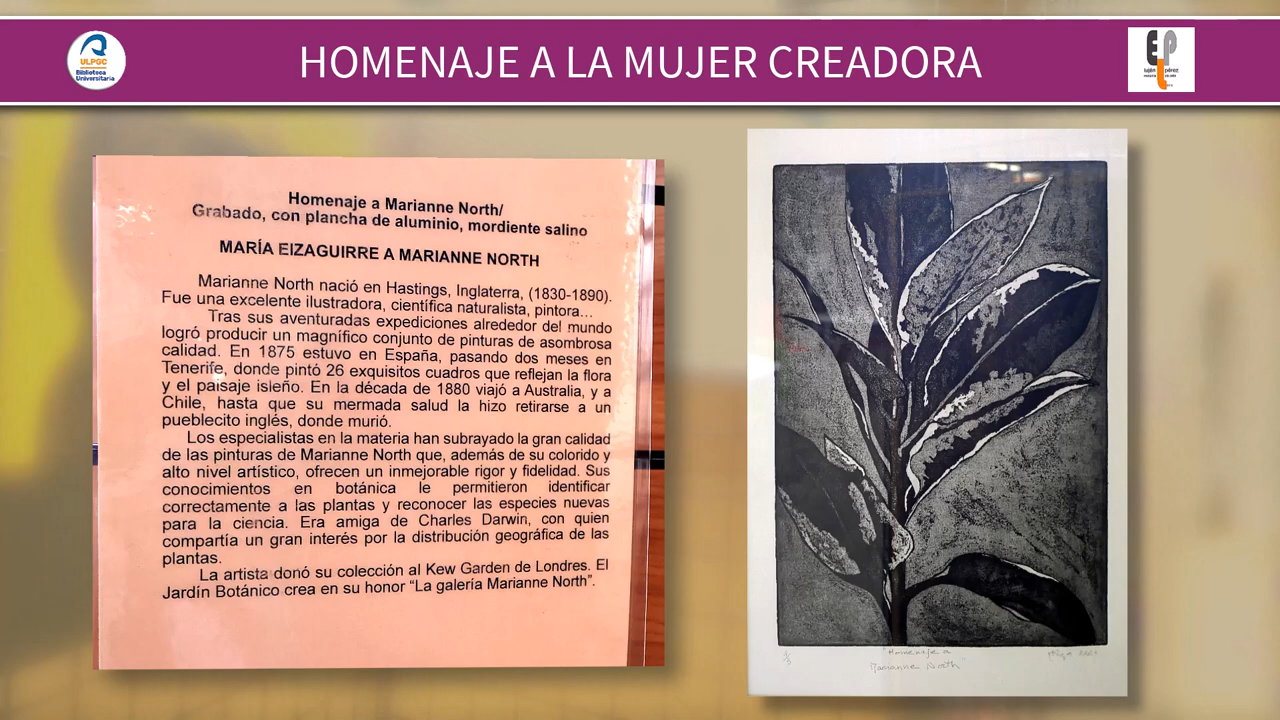 HOMENAJE A LA MUJER CREADORA
ULPGC
Biblioteca
Universitaria
EP
luján pérez
Homenaje a Marianne North/
Grabado, con plancha de aluminio, mordiente salino
MARÍA EIZAGUIRRE A MARIANNE NORTH
Marianne North nació en Hastings, Inglaterra, (1830-1890).
Fue una excelente ilustradora, científica naturalista, pintora…
Tras sus aventuradas expediciones alrededor del mundo
logró producir un magnífico conjunto de pinturas de asombrosa
calidad. En 1875 estuvo en España, pasando dos meses en
Tenerife, donde pintó 26 exquisitos cuadros que reflejan la flora
y el paisaje isleño. En la década de 1880 viajó a Australia, y a
Chile, hasta que su mermada salud la hizo retirarse a un
pueblecito inglés, donde murió.
Los especialistas en la materia han subrayado la gran calidad
de las pinturas de Marianne North que, además de su colorido y
alto nivel artístico, ofrecen un inmejorable rigor y fidelidad. Sus
conocimientos en botánica le permitieron identificar
correctamente a las plantas y reconocer las especies nuevas
para la ciencia. Era amiga de Charles Darwin, con quien
compartía un gran interés por la distribución geográfica de las
plantas.
La artista donó su colección al Kew Garden de Londres. El
Jardín Botánico crea en su honor “La galería Marianne North”.
"Homenaje a
Marianne North"